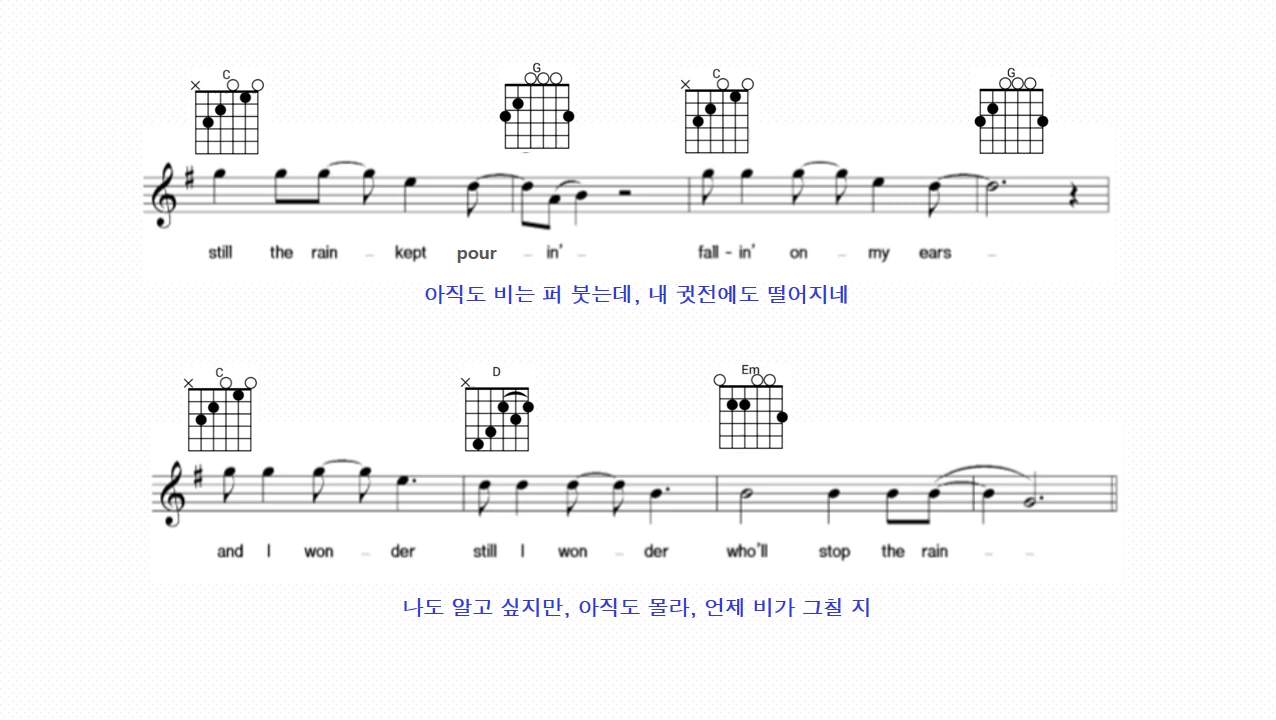 C G C G
still the rain - kept pour - in' - fall - in' on - my ears -
아직도 비는 퍼 붓는데, 내 귓전에도 떨어지네
C D Em
and I won - der still I won - der who'll stop the rain - -
나도 알고 싶지만, 아직도 몰라, 언제 비가 그칠 지